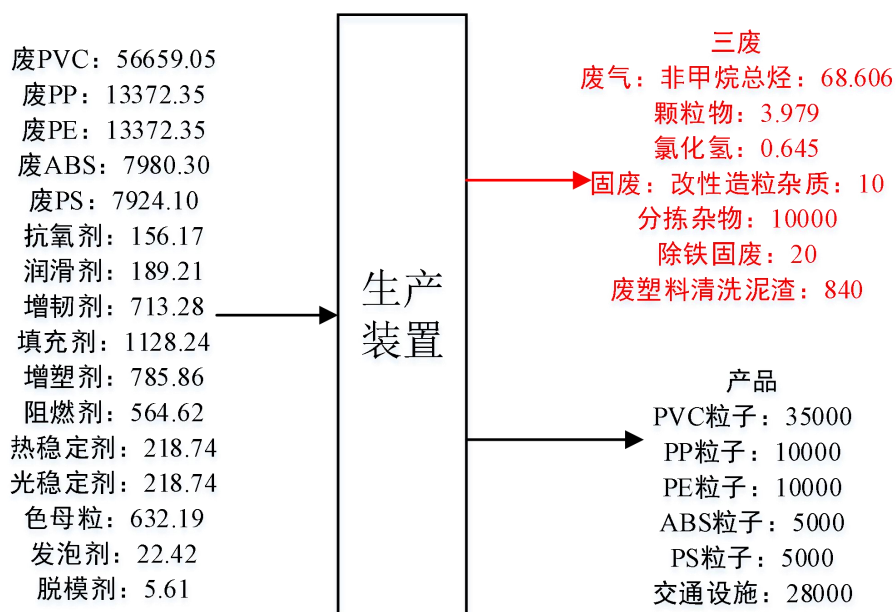 废PVC：56659.05
废PP：13372.35
废PE：13372.35
废ABS：7980.30
废PS：7924.10
抗氧剂：156.17
润滑剂：189.21
增韧剂：713.28
填充剂：1128.24
增塑剂：785.86
阻燃剂：564.62
热稳定剂：218.74
光稳定剂：218.74
色母粒：632.19
发泡剂：22.42
脱模剂：5.61
生产
装置
三废
废气：非甲烷总烃：68.606
颗粒物：3.979
氯化氢：0.645
固废：改性造粒杂质：10
分拣杂物：10000
除铁固废：20
废塑料清洗泥渣：840
产品
PVC粒子：35000
PP粒子：10000
PE粒子：10000
ABS粒子：5000
PS粒子：5000
交通设施：28000